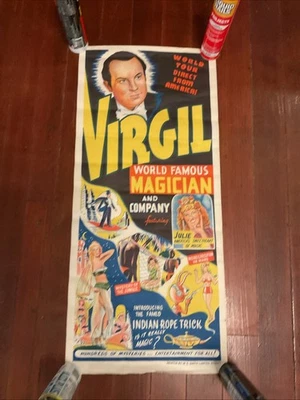 WORLD
TOUR
DIRECT
FROM
AMERICA!
VIRGIL
WORLD FAMOUS
MAGICIAN
AND
COMPANY
featuring
JULIE
INTRODUCING
THE FAMED
INDIAN ROPE TRICK
IS IT REALLY
MAGIC?
HUNDREDS OF MYSTERIES... ENTERTAINMENT FOR ALL!